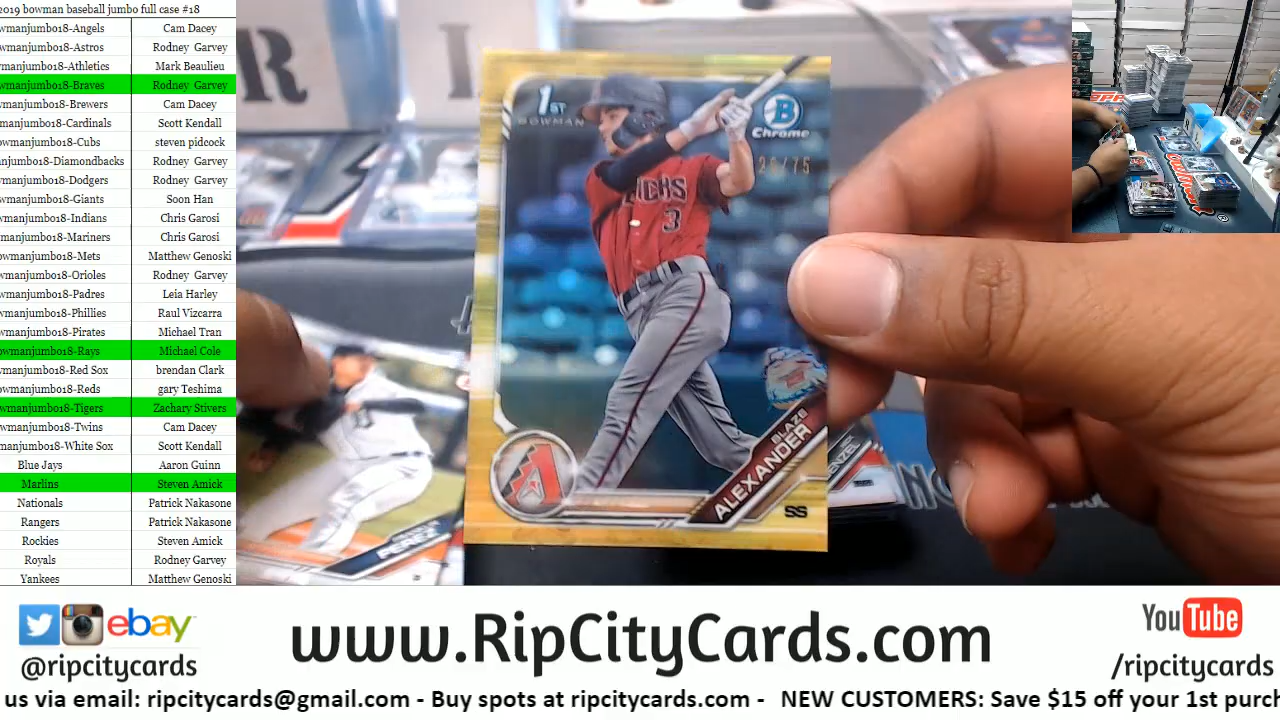 2019 bowman baseball jumbo full case #18
wmanjumbo18-Angels Cam Dacey
wmanjumbo18-Astros Rodney Garvey
wmanjumbo18-Athletics Mark Beaulieu
wmanjumbo18-Braves Rodney Garvey
wmanjumbo18-Brewers Cam Dacey
wmanjumbo18-Cardinals Scott Kendall
owmanjumbo18-Cubs steven pidcock
anjumbo18-Diamondbacks Rodney Garvey
wmanjumbo18-Dodgers Rodney Garvey
wmanjumbo18-Giants Soon Han
wmanjumbo18-Indians Chris Garosi
wmanjumbo18-Mariners Chris Garosi
owmanjumbo18-Mets Matthew Genoski
wmanjumbo18-Orioles Rodney Garvey
wmanjumbo18-Padres Leia Harley
wmanjumbo18-Phillies Raul Vizcarra
wmanjumbo18-Pirates Michael Tran
owmanjumbo18-Rays Michael Cole
wmanjumbo18-Red Sox brendan Clark
owmanjumbo18-Reds gary Teshima
wmanjumbo18-Tigers Zachary Stivers
wmanjumbo18-Twins Cam Dacey
manjumbo18-White Sox Scott Kendall
Blue Jays Aaron Guinn
Marlins Steven Amick
Nationals Patrick Nakasone
Rangers Patrick Nakasone
Rockies Steven Amick
Royals Rodney Garvey
Yankees Matthew Genoski
1ST
BOWMAN
B
Chrome
3
BLAZE
ALEXANDER
SS
PEREZ
ebay
@ripcitycards
www.RipCityCards.com
YouTube
/ripcitycards
us via email: ripcitycards@gmail.com - Buy spots at ripcitycards.com - NEW CUSTOMERS: Save $15 off your 1st purch